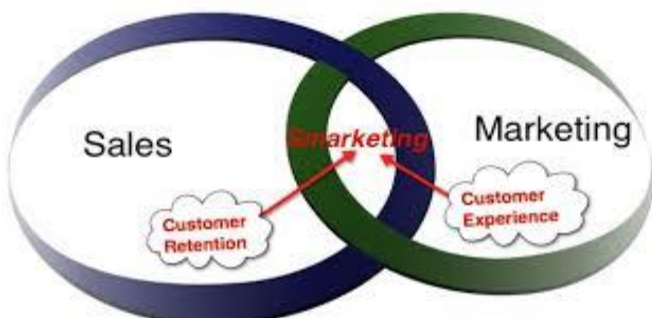 Sales
Smarketing
Marketing
Customer
Retention
Customer
Experience